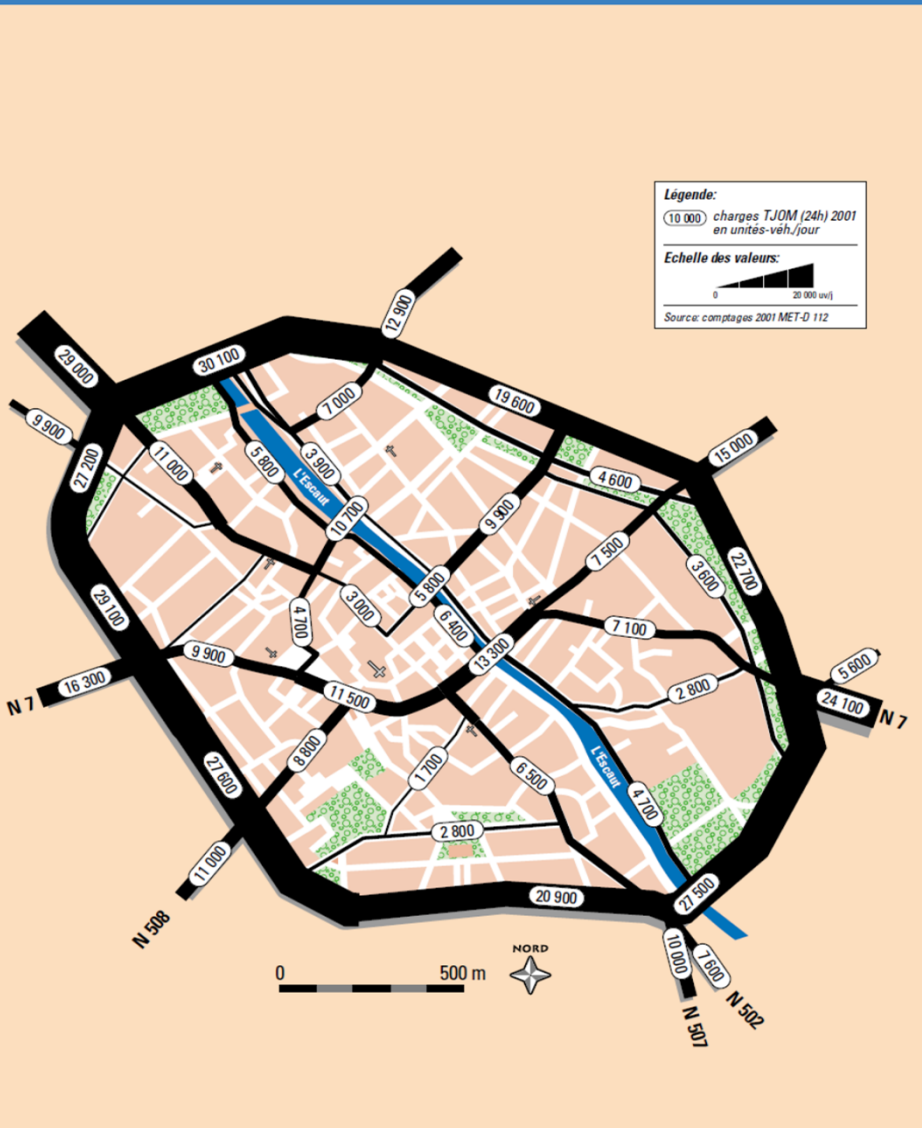 Légende:
10 000 charges TJOM (24h) 2001
en unités-véh./jour
Echelle des valeurs:
0 20 000 uv/j
Source: comptages 2001 MET-D 112
12 900
29 000
30 100
19 600
7 000
9 900
15 000
27 200
11 000
5 800
3 900
L'Escaut
4 600
10 700
9 900
7 500
22 700
3 600
5 800
29 100
3 000
4 700
6 400
7 100
13 300
9 900
5 600
N 7
16 300
11 500
2 800
24 100
N 7
8 800
27 600
1 700
6 500
L'Escaut
4 700
2 800
11 000
20 900
27 500
N 508
NORD
10 000
7 600
0 500 m
N 502
N 507